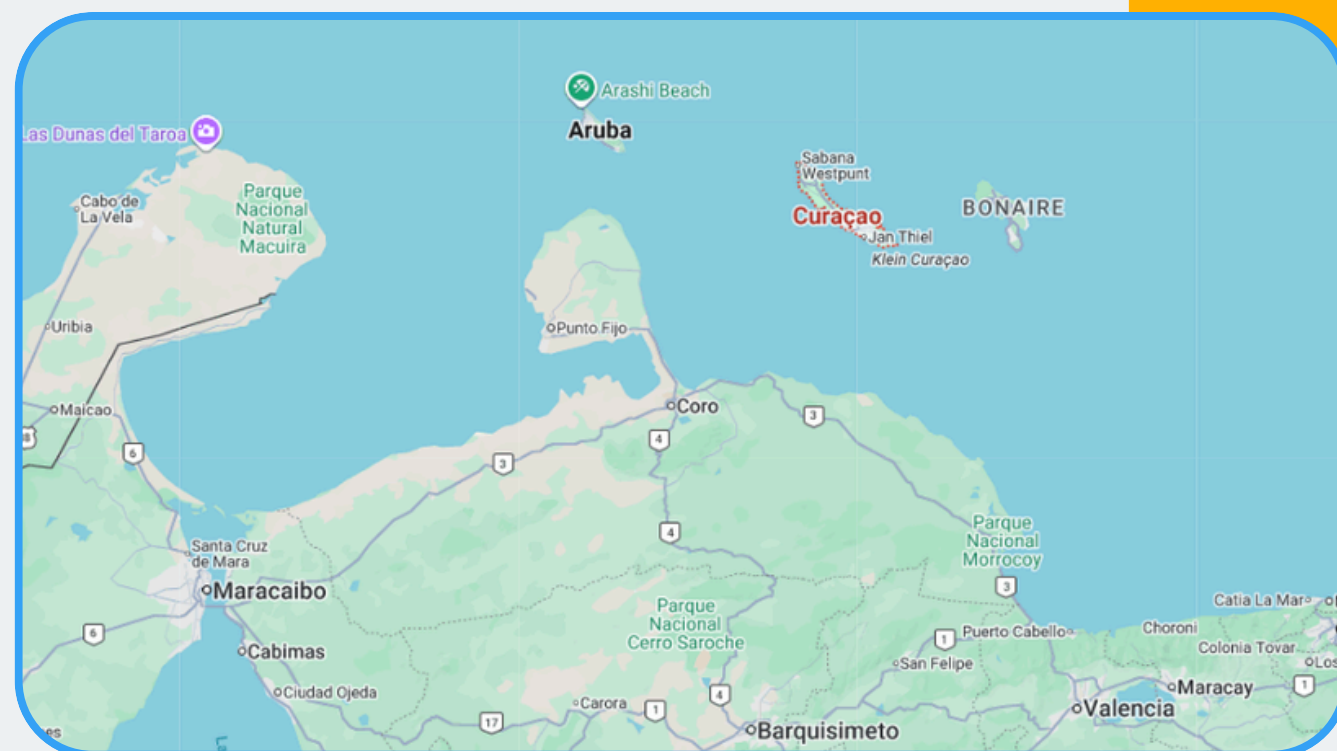 Arashi Beach
Aruba
Las Dunas del Taroa
Sabana
Westpunt
Parque
Nacional
Natural
Macuira
Cabo de
La Vela
Curaçao
BONAIRE
Jan Thiel
Klein Curaçao
Uribia
Punto Fijo
Maicao
Coro
3
6
4
3
4
Parque
Nacional
Morrocoy
Santa Cruz
de Mara
Maracaibo
3
Catia La Mar
Parque
Nacional
Cerro Saroche
6
1
Puerto Cabello
Choroni
Colonia Tovar
Cabimas
San Felipe
Los
Ciudad Ojeda
4
Maracay
1
Carora
1
Valencia
17
Barquisimeto
es